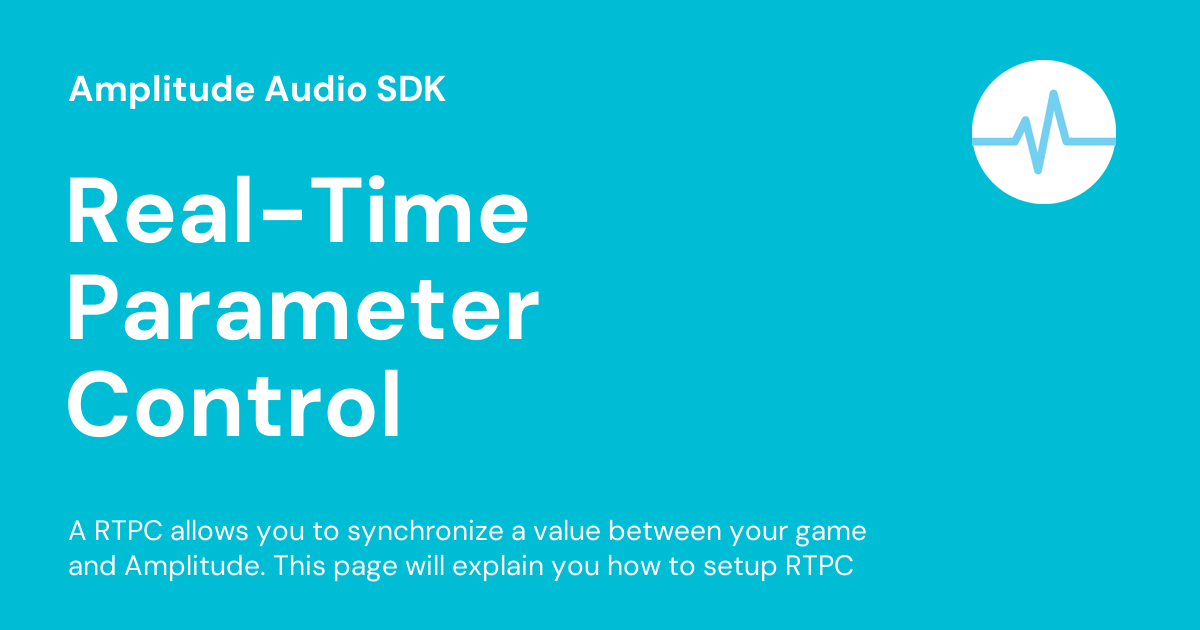 Amplitude Audio SDK
Real-Time
Parameter
Control
A RTPC allows you to synchronize a value between your game
and Amplitude. This page will explain you how to setup RTPC